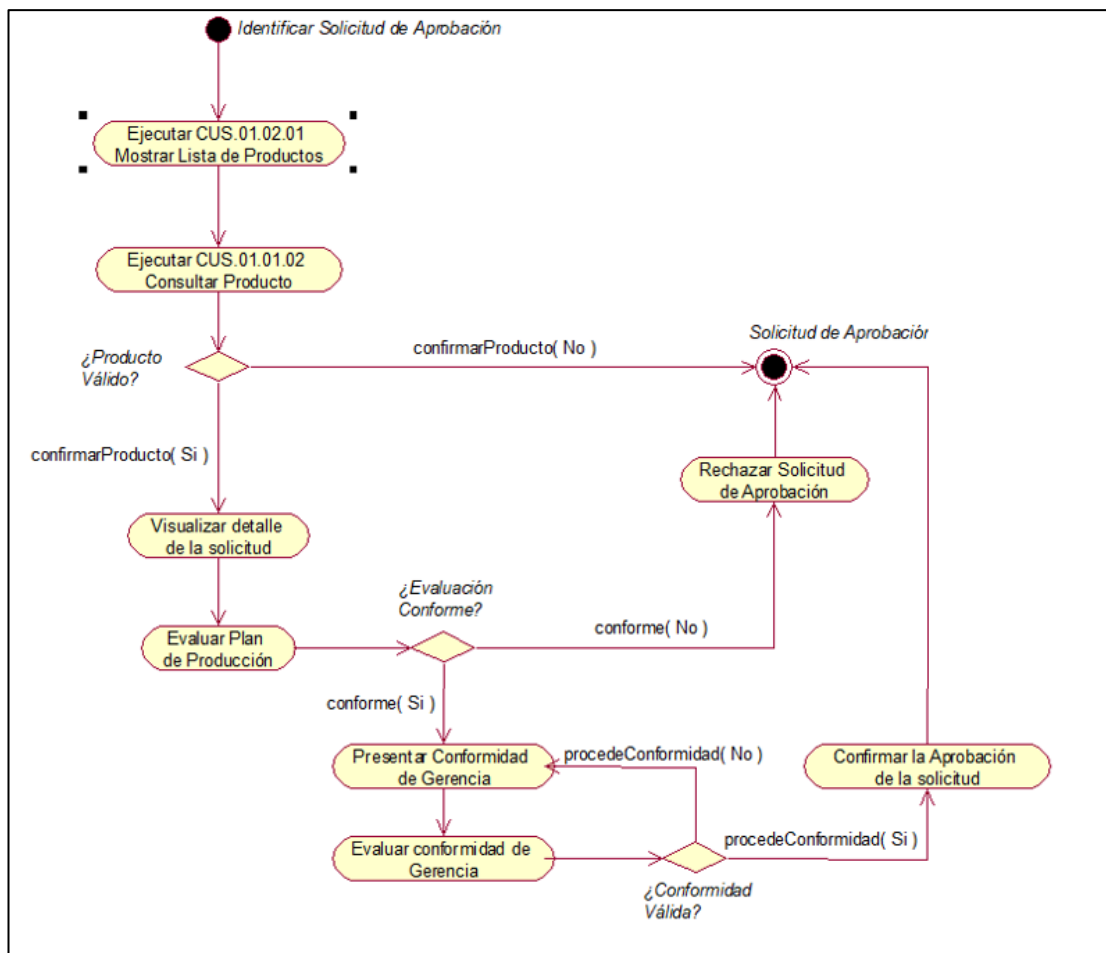 Identificar Solicitud de Aprobación
Ejecutar CUS.01.02.01
Mostrar Lista de Productos
Ejecutar CUS.01.01.02
Consultar Producto
¿Producto
Válido?
confirmarProducto( No )
Solicitud de Aprobación
confirmarProducto( Si )
Rechazar Solicitud
de Aprobación
Visualizar detalle
de la solicitud
¿Evaluación
Conforme?
Evaluar Plan
de Producción
conforme( No )
conforme( Si )
Presentar Conformidad
de Gerencia
procedeConformidad( No )
Confirmar la Aprobación
de la solicitud
Evaluar conformidad de
Gerencia
procedeConformidad( Si )
¿Conformidad
Válida?